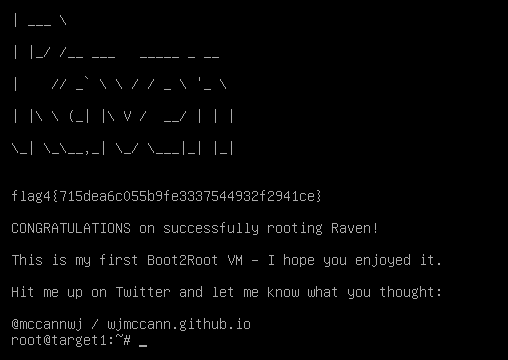 | ___ \
| |_/ /__ ___   _____ _ __
|    // _` \ \ / / _ \ '_ \
| |\ \ (_| |\ V /  __/ | | |
\_| \_\__,_| \_/ \___|_| |_|
flag4{715dea6c055b9fe3337544932f2941ce}
CONGRATULATIONS on successfully rooting Raven!
This is my first Boot2Root VM - I hope you enjoyed it.
Hit me up on Twitter and let me know what you thought:
@mccannwj / wjmccann.github.io
root@target1:~# _